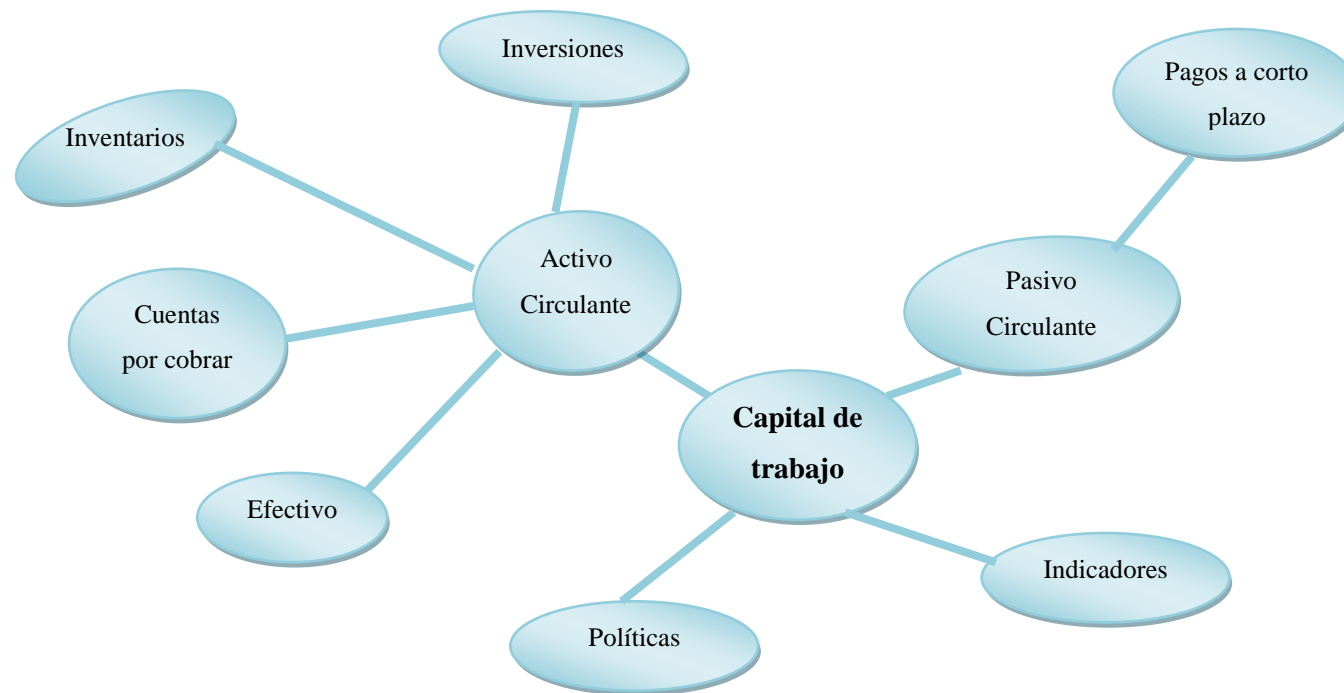 Inversiones
Pagos a corto
plazo
Inventarios
Activo
Circulante
Pasivo
Circulante
Cuentas
por cobrar
Capital de
trabajo
Efectivo
Indicadores
Políticas